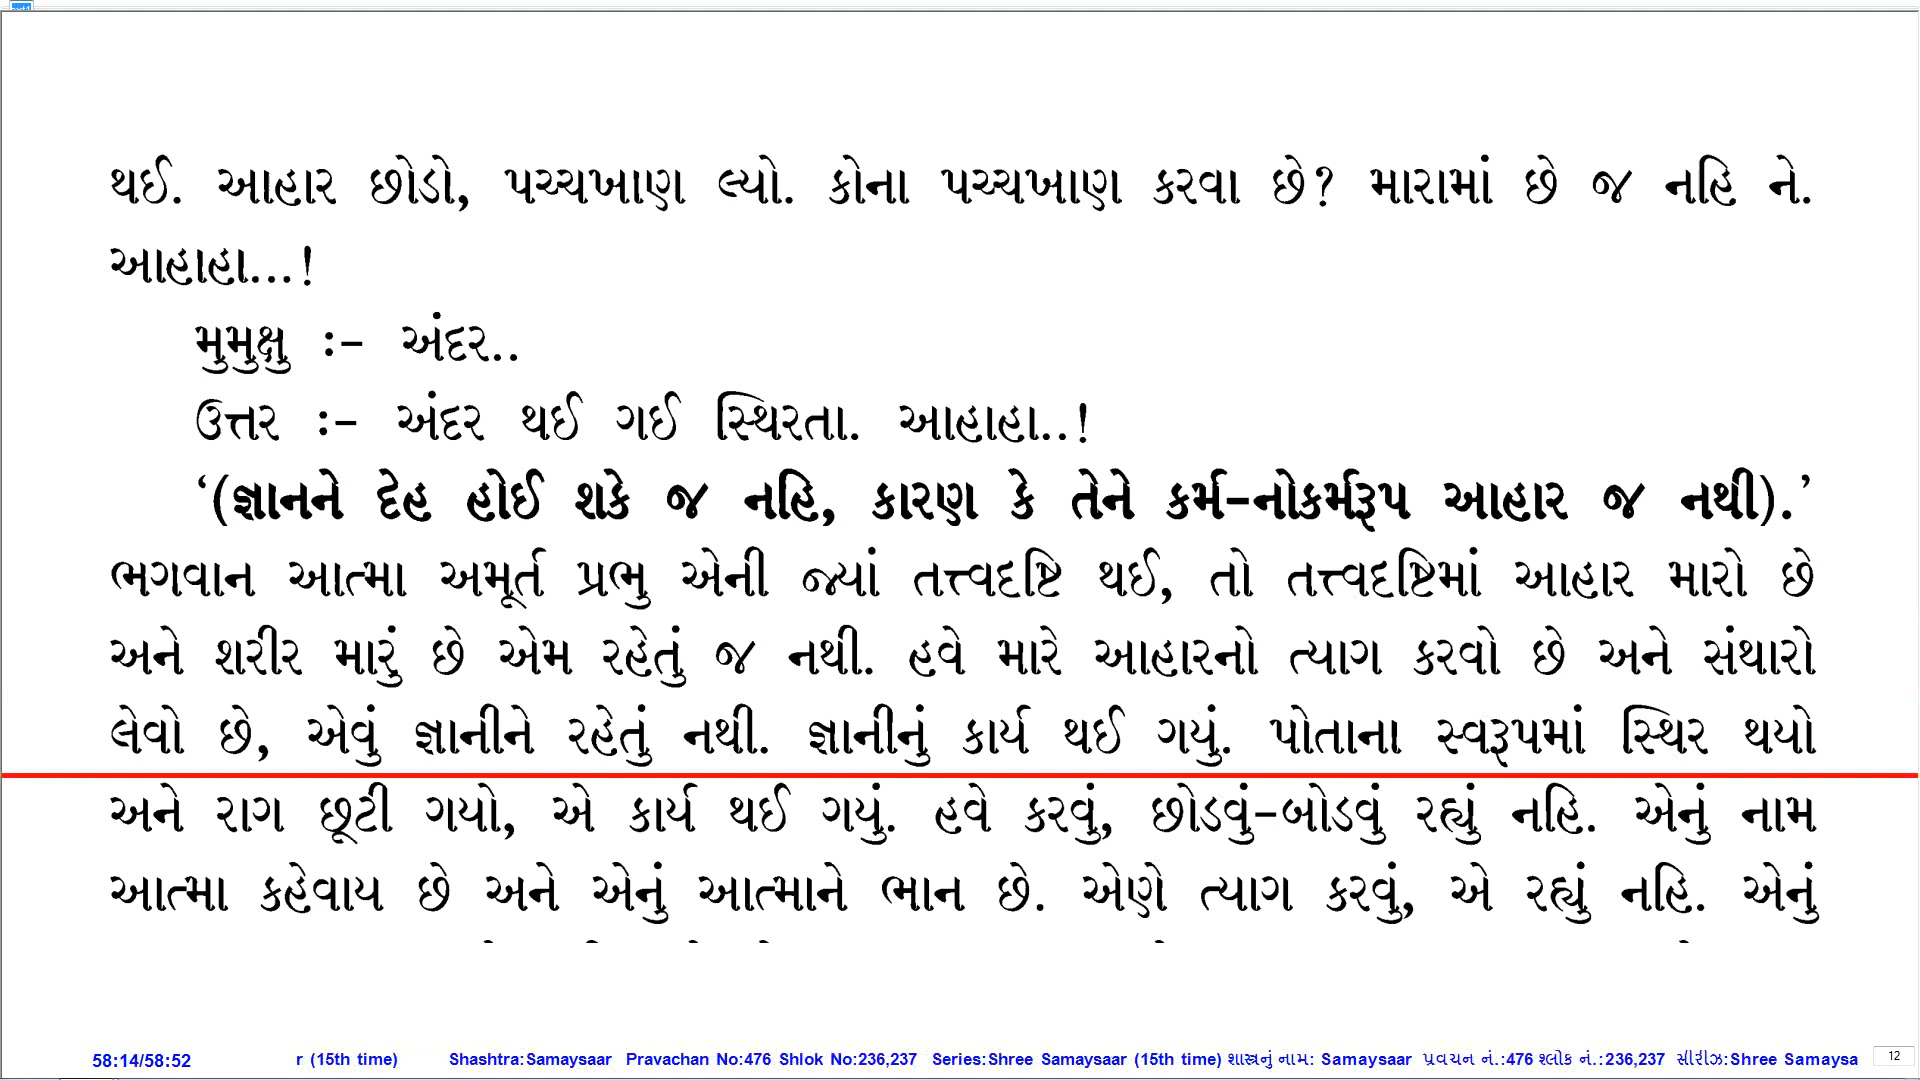 થઈ. આહાર છોડો, પચ્ચખાણ લ્યો. કોના પચ્ચખાણ કરવા છે? મારામાં છે જ નહિ ને.
આહાહા...!
મુમુક્ષુ :- અંદર..
ઉત્તર :- અંદર થઈ ગઈ સ્થિરતા. આહાહા..!
‘(જ્ઞાનને દેહ હોઈ શકે જ નહિ, કારણ કે તેને કર્મ-નોકર્મરૂપ આહાર જ નથી).’
ભગવાન આત્મા અમૂર્ત પ્રભુ એની જ્યાં તત્ત્વદૃષ્ટિ થઈ, તો તત્ત્વદૃષ્ટિમાં આહાર મારો છે
અને શરીર મારું છે એમ રહેતું જ નથી. હવે મારે આહારનો ત્યાગ કરવો છે અને સંથારો
લેવો છે, એવું જ્ઞાનીને રહેતું નથી. જ્ઞાનીનું કાર્ય થઈ ગયું. પોતાના સ્વરૂપમાં સ્થિર થયો
અને રાગ છૂટી ગયો, એ કાર્ય થઈ ગયું. હવે કરવું, છોડવું-બોડવું રહ્યું નહિ. એનું નામ
આત્મા કહેવાય છે અને એનું આત્માને ભાન છે. એણે ત્યાગ કરવું, એ રહ્યું નહિ. એનું
58:14/58:52 r (15th time) Shashtra:Samaysaar Pravachan No:476 Shlok No:236,237 Series:Shree Samaysaar (15th time) શાસ્ત્રનું નામ: Samaysaar પ્રવચન નં.:476 શ્લોક નં.:236,237 સીરીઝ:Shree Samaysa 12